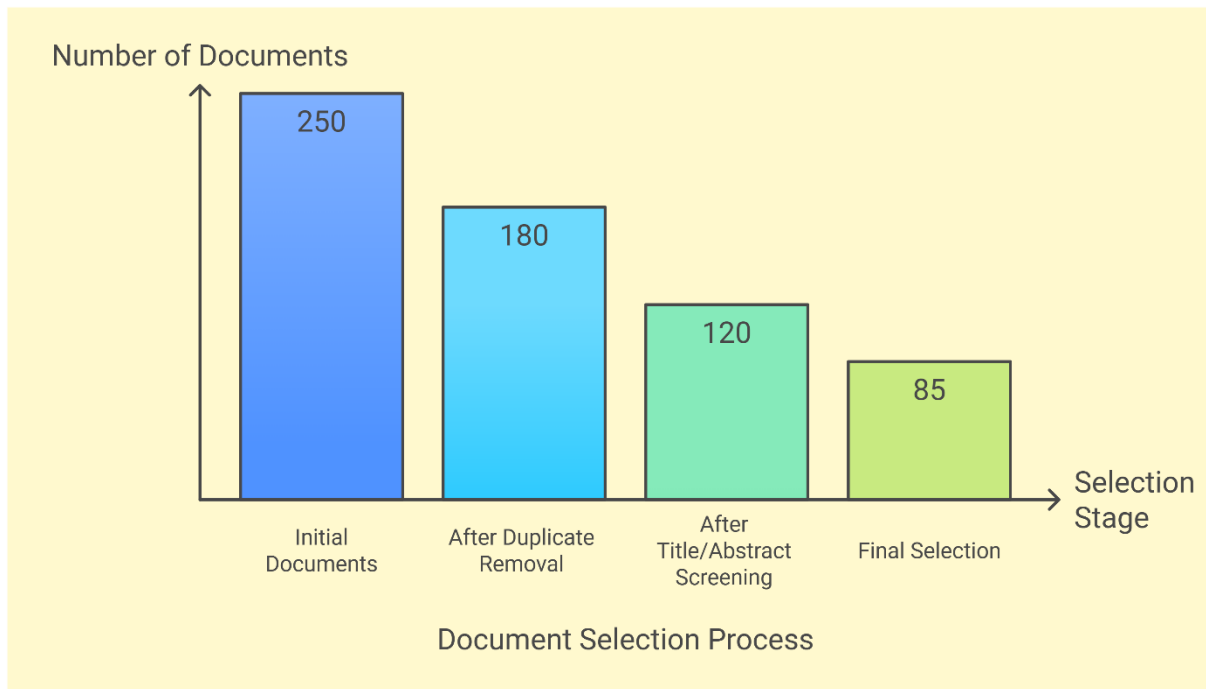 Number of Documents
250
180
120
85
Selection
Stage
Initial
Documents
After Duplicate
Removal
After
Title/Abstract
Screening
Final Selection
Document Selection Process